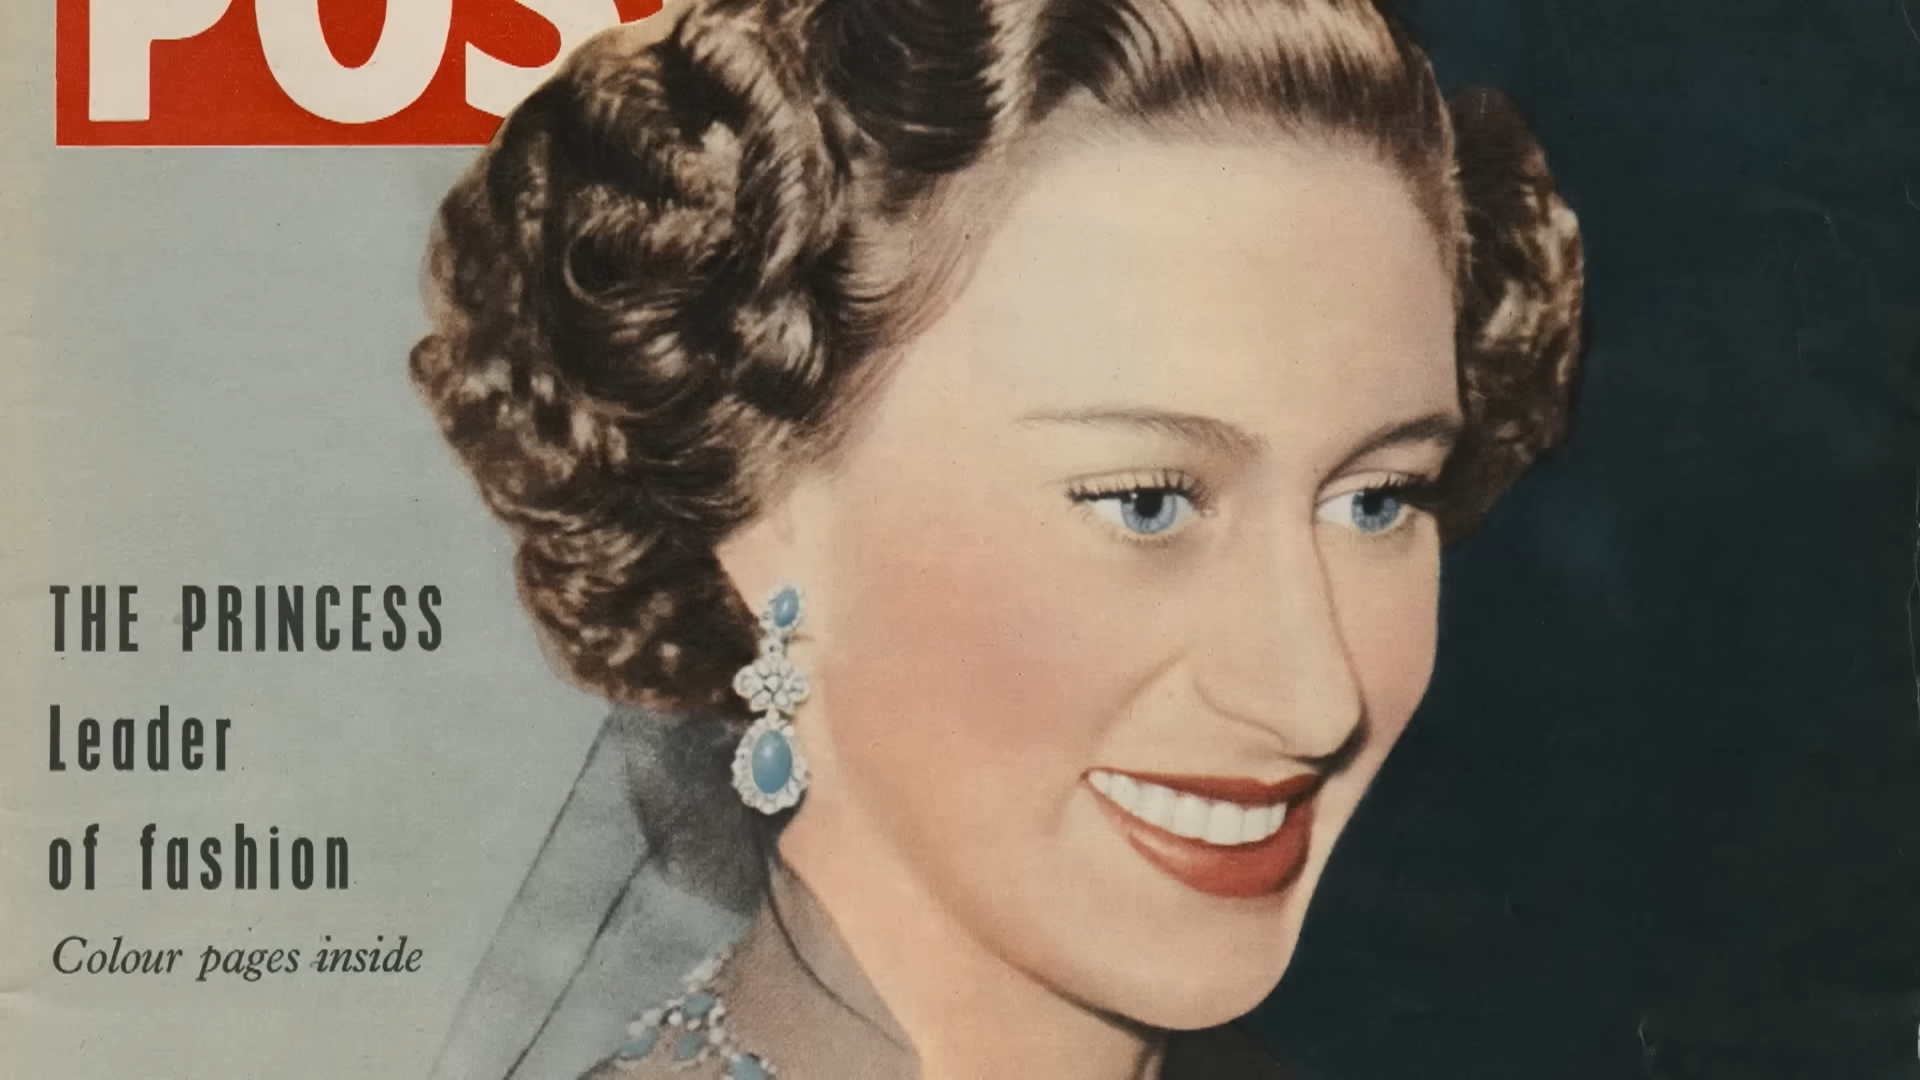 POS
THE PRINCESS
Leader
of fashion
Colour pages inside